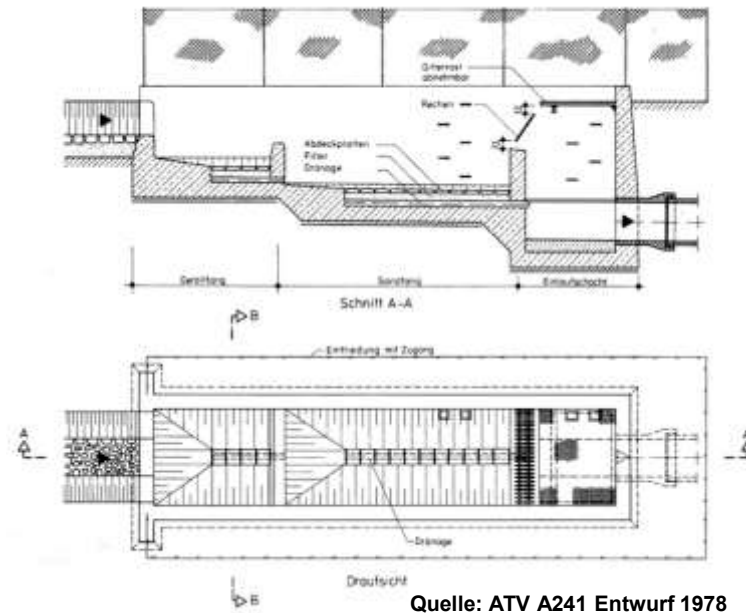 Gitterrost
abnehmbar
Rechen
Abdeckplatten
Filter
Dränage
Geröllfang
Sandfang
Einlaufschacht
Schnitt A-A
B
Einfriedung mit Zugang
A
A
Dränage
Draufsicht
B
Quelle: ATV A241 Entwurf 1978